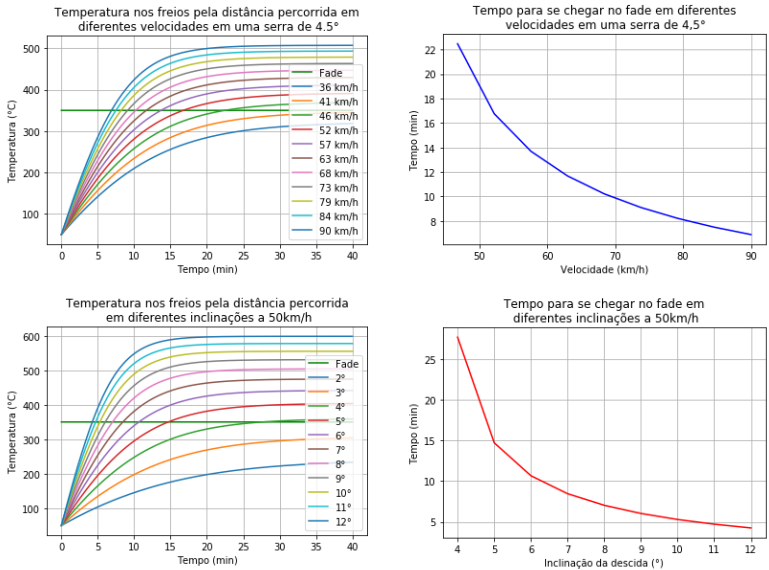 Temperatura nos freios pela distância percorrida em
diferentes velocidades em uma serra de 4.5°
Temperatura (°C)
500
400
300
200
100
Fade
36 km/h
41 km/h
46 km/h
52 km/h
57 km/h
63 km/h
68 km/h
73 km/h
79 km/h
84 km/h
90 km/h
0 5 10 15 20 25 30 35 40
Tempo (min)
Tempo para se chegar no fade em diferentes
velocidades em uma serra de 4,5°
Tempo (min)
22
20
18
16
14
12
10
8
50 60 70 80 90
Velocidade (km/h)
Temperatura nos freios pela distância percorrida
em diferentes inclinações a 50km/h
Temperatura (°C)
600
500
400
300
200
100
Fade
2°
3°
4°
5°
6°
7°
8°
9°
10°
11°
12°
0 5 10 15 20 25 30 35 40
Tempo (min)
Tempo para se chegar no fade em
diferentes inclinações a 50km/h
Tempo (min)
25
20
15
10
5
4 5 6 7 8 9 10 11 12
Inclinação da descida (°)